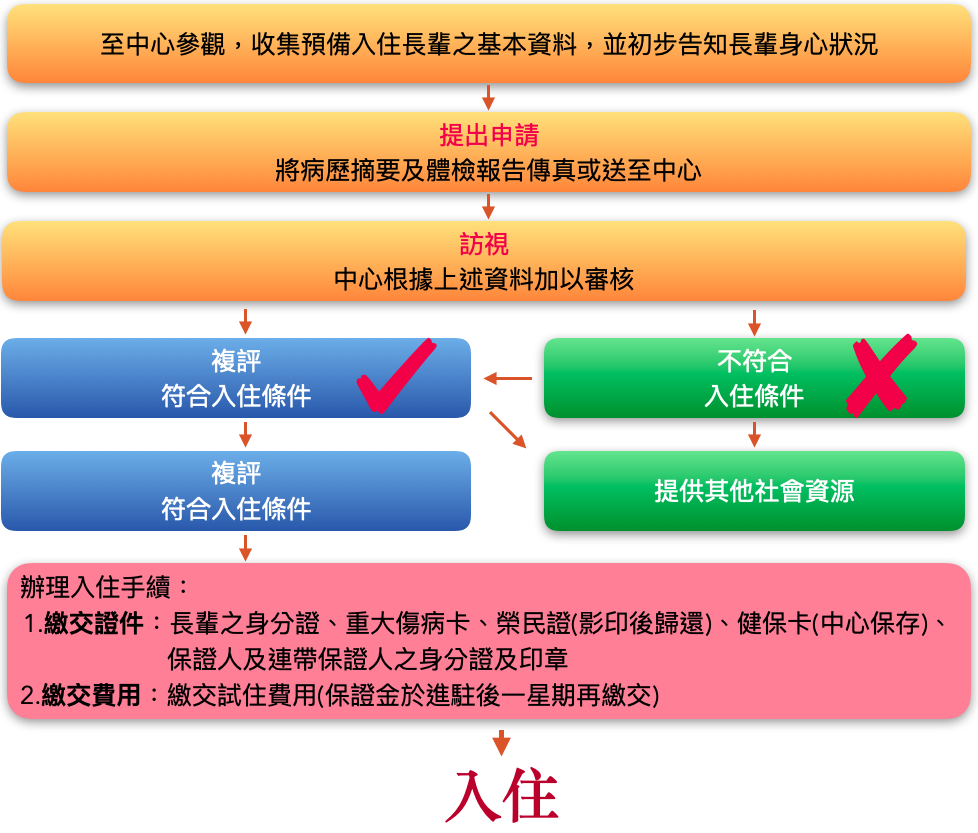 至中心參觀，收集預備入住長輩之基本資料，並初步告知長輩身心狀況
提出申請
將病歷摘要及體檢報告傳真或送至中心
訪視
中心根據上述資料加以審核
複評
符合入住條件
不符合
入住條件
複評
符合入住條件
提供其他社會資源
辦理入住手續：
1.繳交證件：長輩之身分證、重大傷病卡、榮民證(影印後歸還)、健保卡(中心保存)、
保證人及連帶保證人之身分證及印章
2.繳交費用：繳交試住費用(保證金於進駐後一星期再繳交)
入住